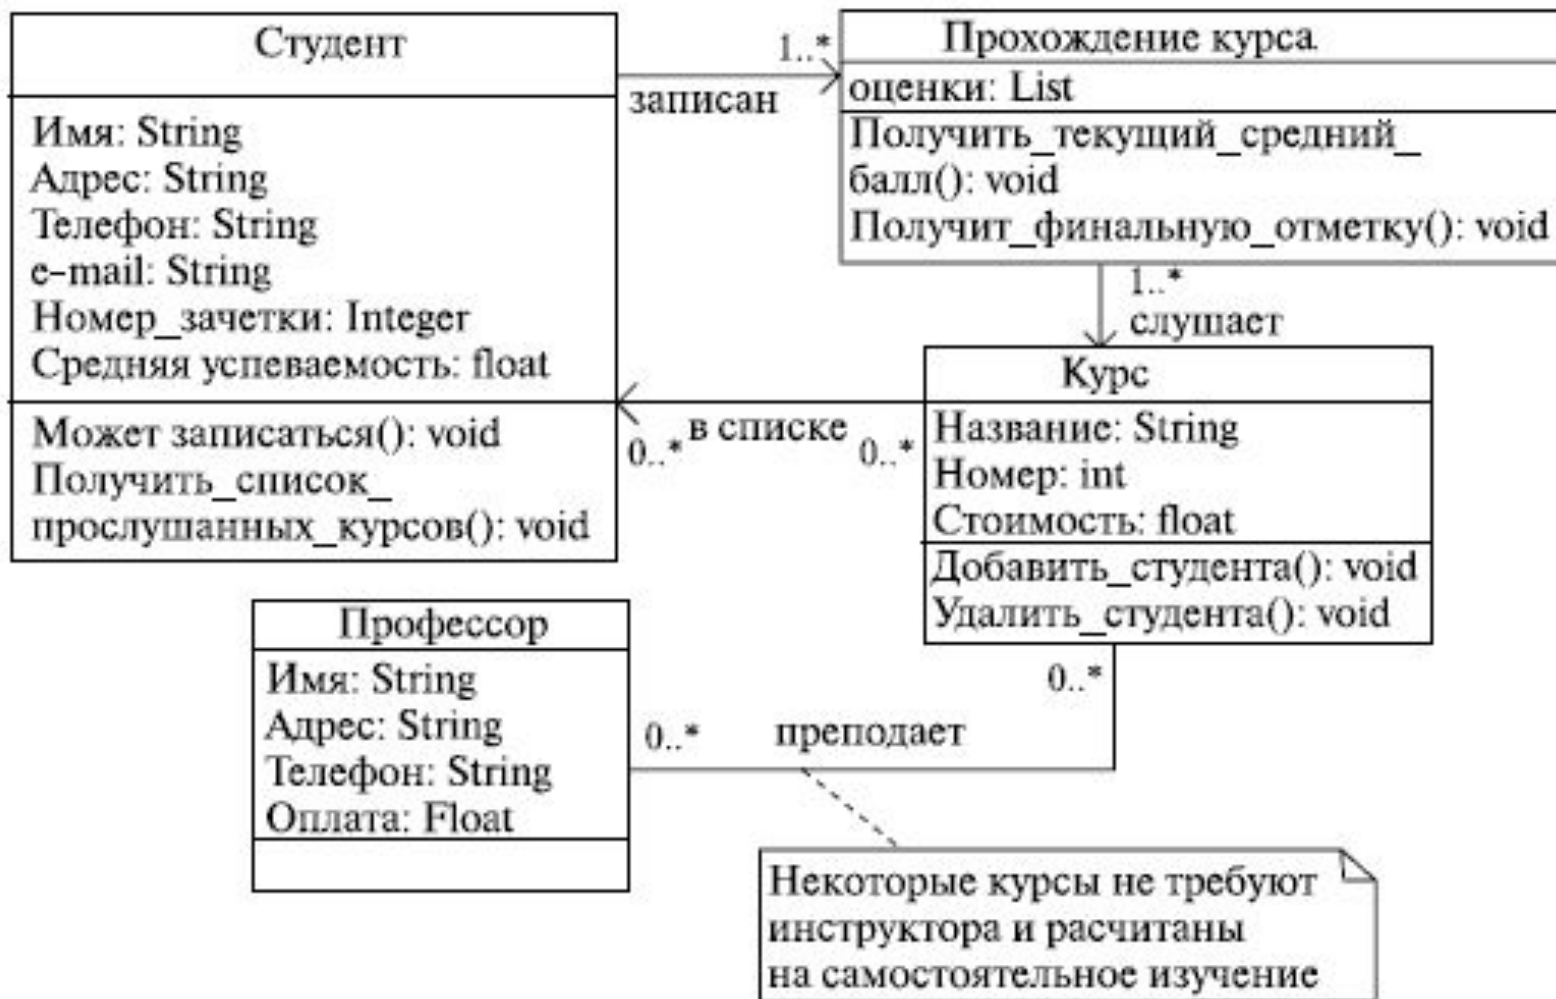 Студент
Имя: String
Адрес: String
Телефон: String
e-mail: String
Номер_зачетки: Integer
Средняя успеваемость: float
Может записаться(): void
Получить_список_
прослушанных_курсов(): void
1..*
записан
Прохождение курса
оценки: List
Получить_текущий_средний_
балл(): void
Получит_финальную_отметку(): void
1..*
слушает
0..* в списке 0..*
Курс
Название: String
Номер: int
Стоимость: float
Добавить_студента(): void
Удалить_студента(): void
Профессор
Имя: String
Адрес: String
Телефон: String
Оплата: Float
0..*
0..* преподает
Некоторые курсы не требуют
инструктора и расчитаны
на самостоятельное изучение